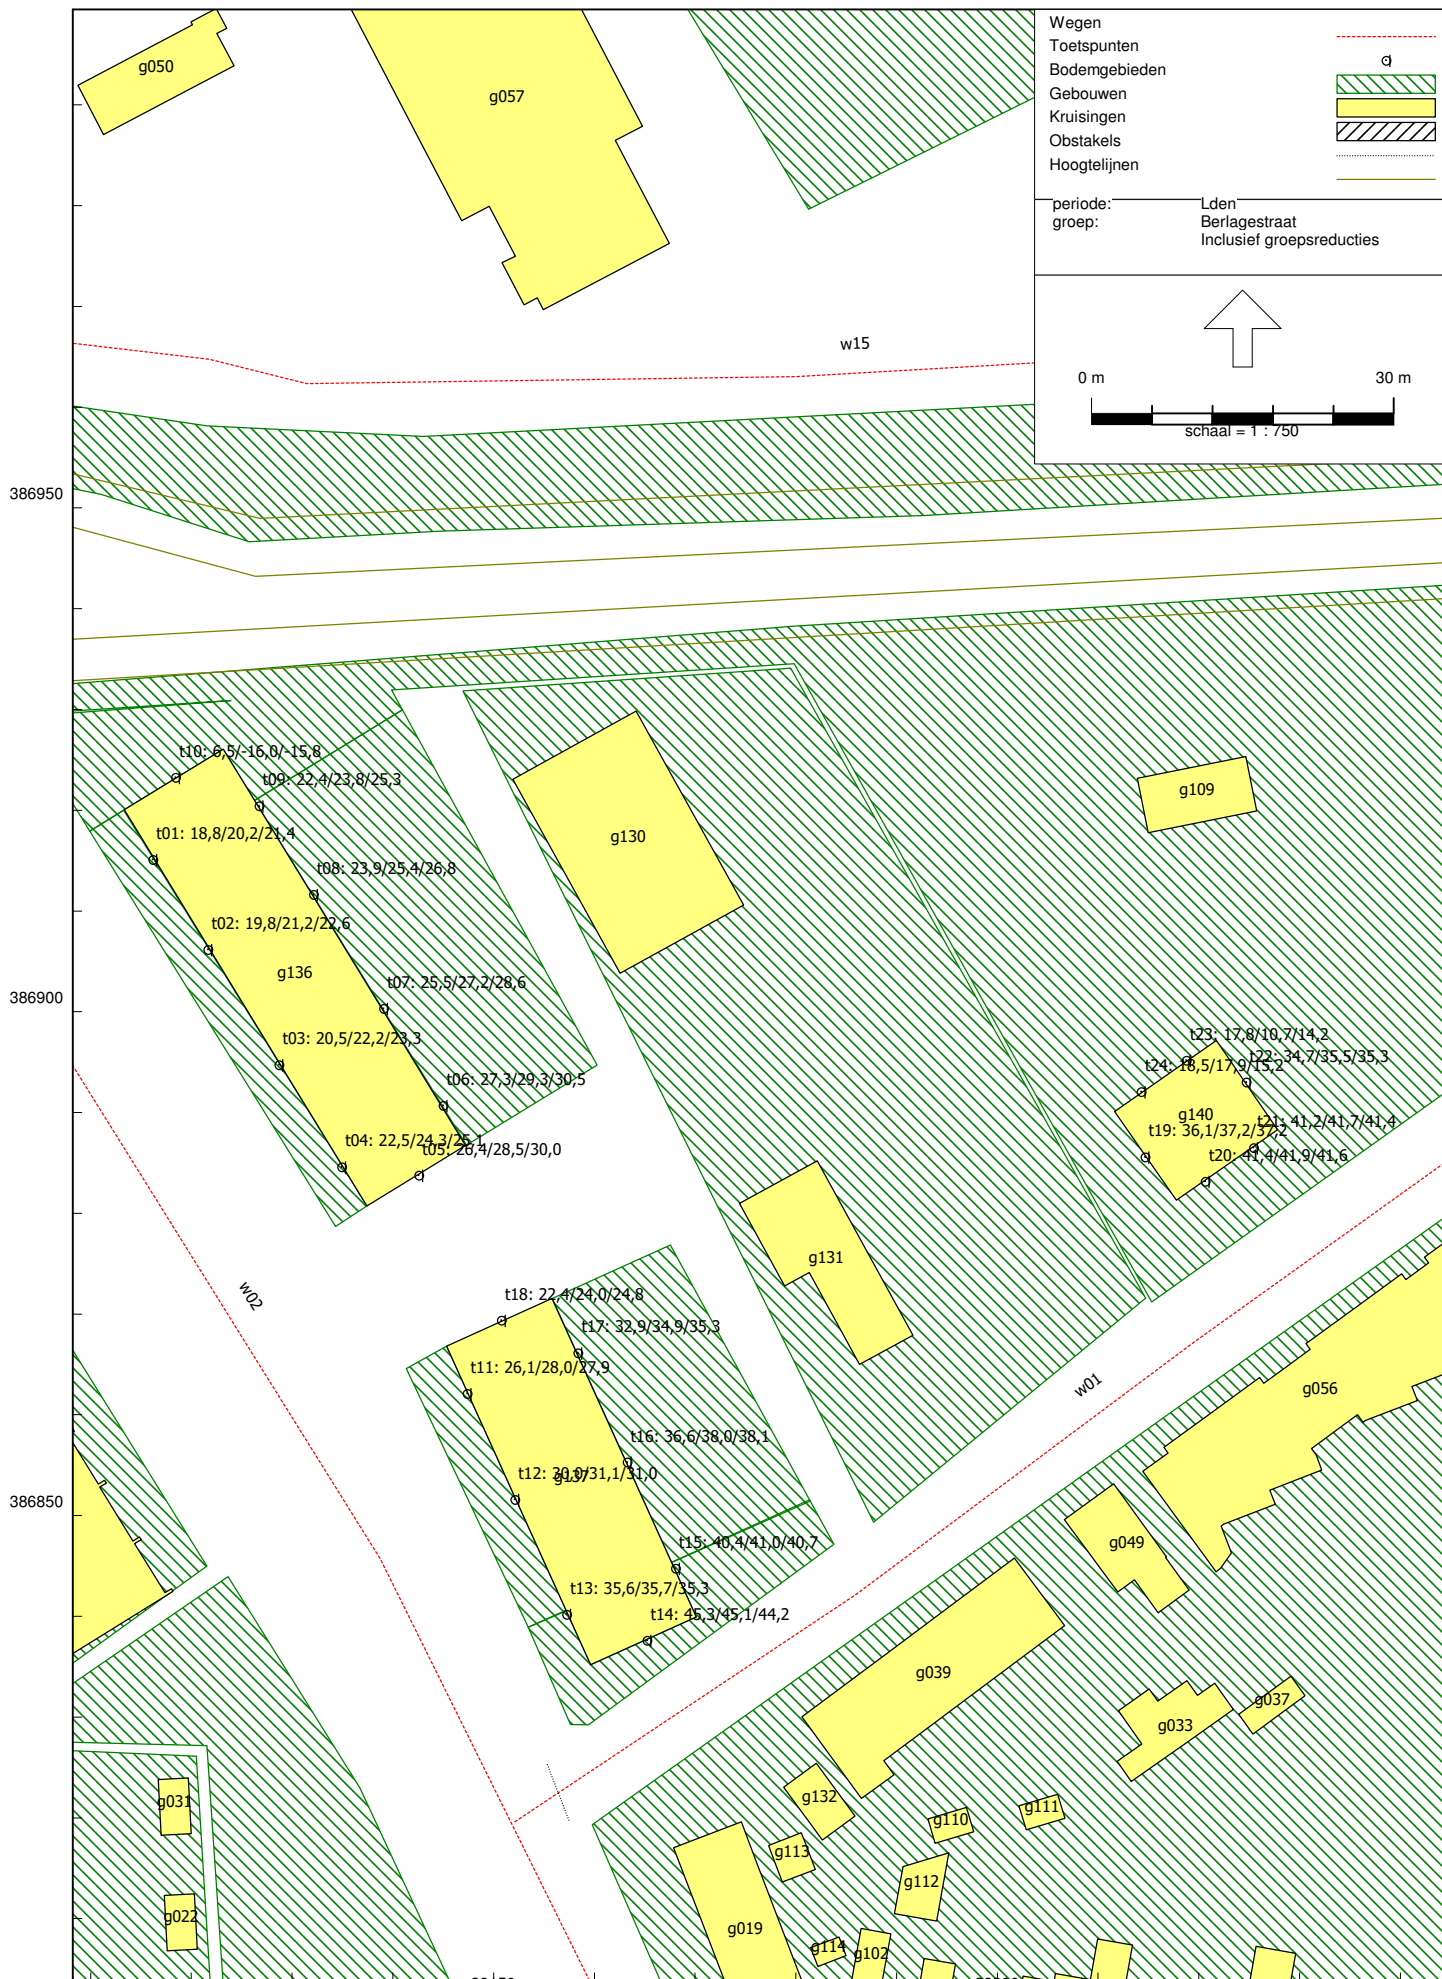 Wegen
Toetspunten
Bodemgebieden
Gebouwen
Kruisingen
Obstakels
Hoogtelijnen
periode: Lden
groep: Berlagestraat
Inclusief groepsreducties
0 m 30 m
schaal = 1 : 750
g050
g057
w15
386950
t10: 6,5/-16,0/-15,8
t09: 22,4/23,8/25,3
t01: 18,8/20,2/21,4
t08: 23,9/25,4/26,8
t02: 19,8/21,2/22,6
g136
t07: 25,5/27,2/28,6
t03: 20,5/22,2/23,3
t06: 27,3/29,3/30,5
t04: 22,5/24,3/25,1
t05: 26,4/28,5/30,0
g130
g109
386900
t23: 17,8/10,7/14,2
t22: 34,7/35,5/35,3
t24: 18,5/17,9/15,2
g140
t21: 41,2/41,7/41,4
t19: 36,1/37,2/37,2
t20: 41,4/41,9/41,6
g131
w02
t18: 22,4/24,0/24,8
t17: 32,9/34,9/35,3
t11: 26,1/28,0/27,9
w01
g056
t16: 36,6/38,0/38,1
t12: 30,0/31,1/31,0
g137
386850
t15: 40,4/41,0/40,7
g049
t13: 35,6/35,7/35,3
t14: 45,3/45,1/44,2
g039
g037
g033
g031
g132
g111
g110
g113
g112
g022
g019
g114
g102